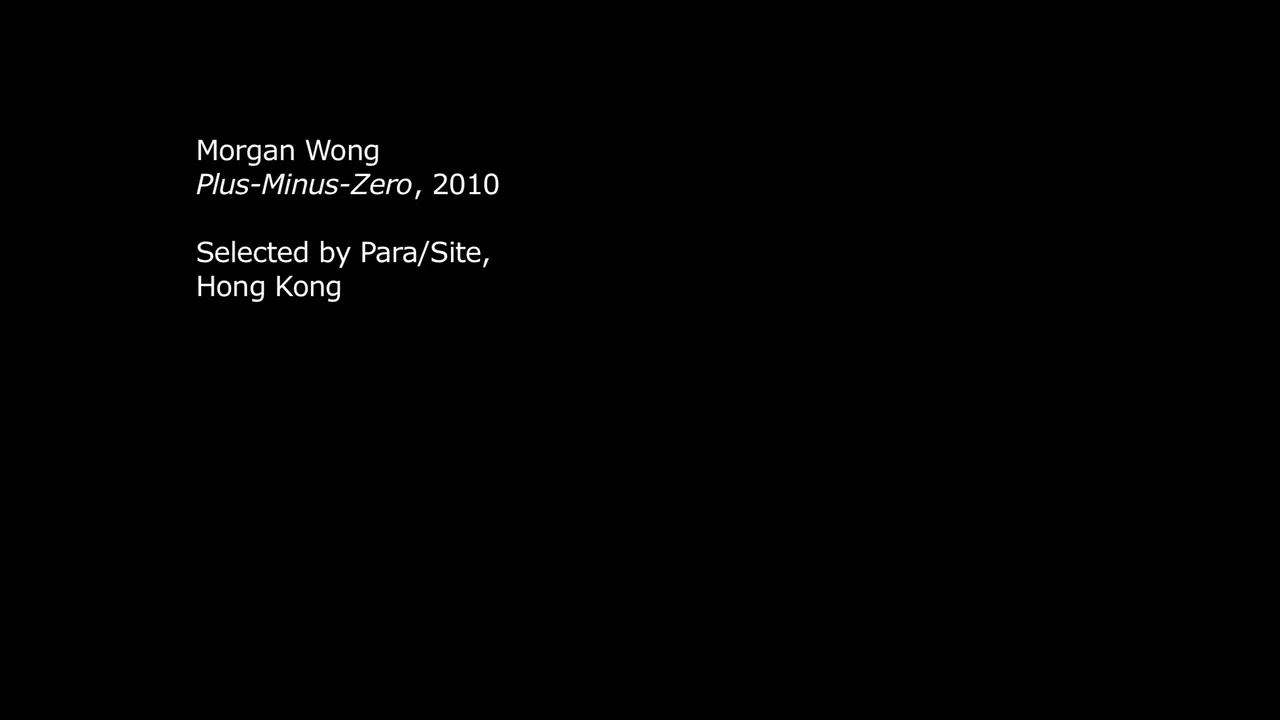 Morgan Wong
Plus-Minus-Zero, 2010
Selected by Para/Site,
Hong Kong